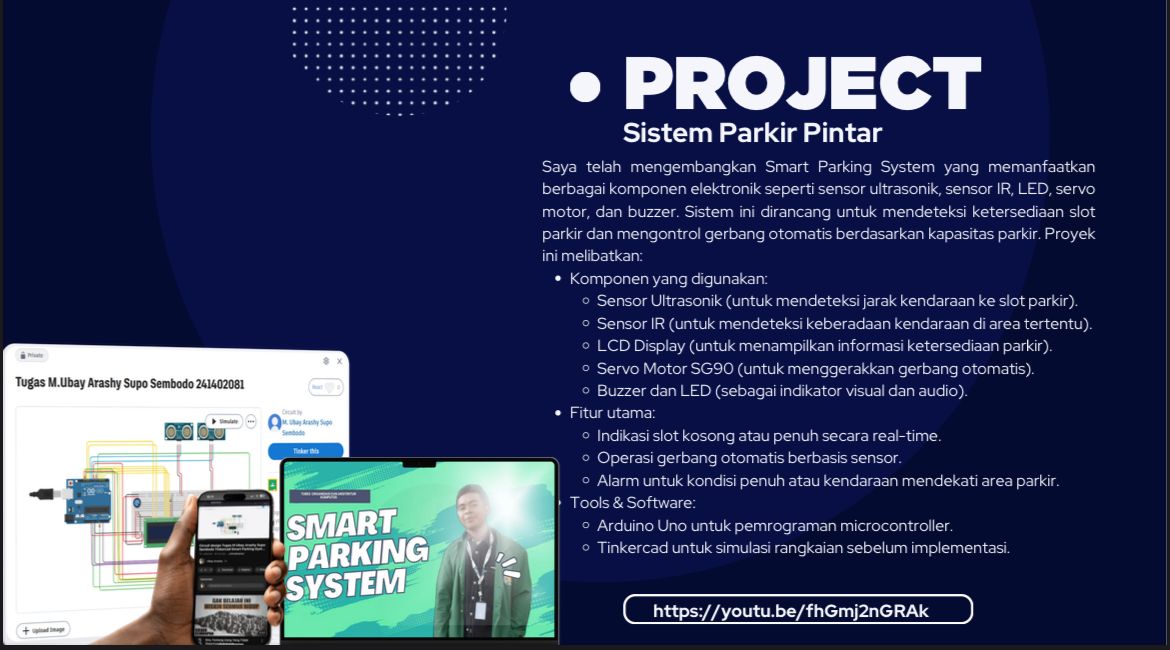 PROJECT
Sistem Parkir Pintar
Saya telah mengembangkan Smart Parking System yang memanfaatkan
berbagai komponen elektronik seperti sensor ultrasonik, sensor IR, LED, servo
motor, dan buzzer. Sistem ini dirancang untuk mendeteksi ketersediaan slot
parkir dan mengontrol gerbang otomatis berdasarkan kapasitas parkir. Proyek
ini melibatkan:
Komponen yang digunakan:
Sensor Ultrasonik (untuk mendeteksi jarak kendaraan ke slot parkir).
Sensor IR (untuk mendeteksi keberadaan kendaraan di area tertentu).
LCD Display (untuk menampilkan informasi ketersediaan parkir).
Servo Motor SG90 (untuk menggerakkan gerbang otomatis).
Buzzer dan LED (sebagai indikator visual dan audio).
Fitur utama:
Indikasi slot kosong atau penuh secara real-time.
Operasi gerbang otomatis berbasis sensor.
Alarm untuk kondisi penuh atau kendaraan mendekati area parkir.
Tools & Software:
Arduino Uno untuk pemrograman microcontroller.
Tinkercad untuk simulasi rangkaian sebelum implementasi.
https://youtu.be/fhGmj2nGRAk
Private
Tugas M.Ubay Arashy Supo Sembodo 241402081
React 0
Simulate
Circuit by
M. Ubay Arashy Supo
Sembodo
Tinker this
Upload Image
TUGAS ORGANISASI DAN ARSITEKTUR
KOMPUTER
SMART
PARKING
SYSTEM